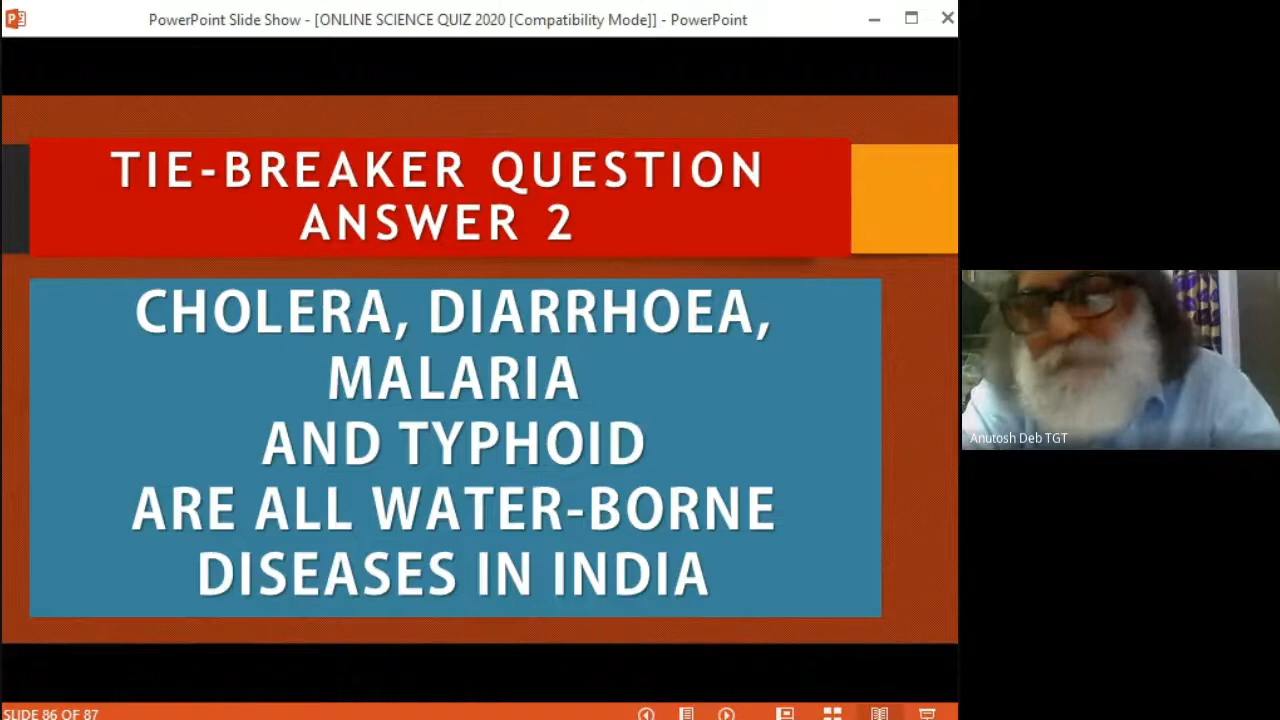 PowerPoint Slide Show - [ONLINE SCIENCE QUIZ 2020 [Compatibility Mode]] - PowerPoint
TIE-BREAKER QUESTION
ANSWER 2
CHOLERA, DIARRHOEA,
MALARIA
AND TYPHOID
ARE ALL WATER-BORNE
DISEASES IN INDIA
Anutosh Deb TGT
SLIDE 86 OF 87